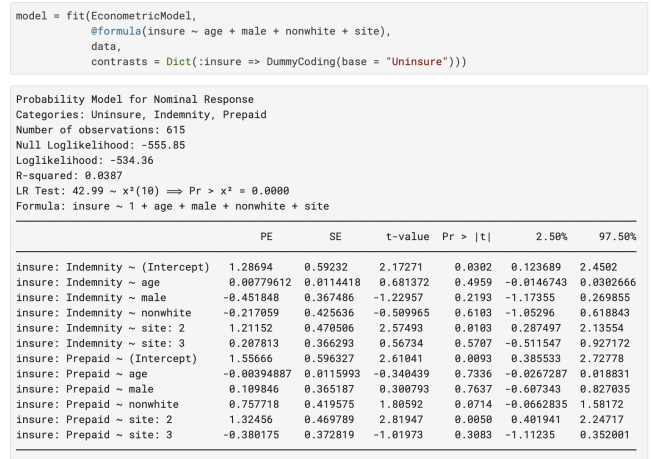 model = fit(EconometricModel,
@formula(insure ~ age + male + nonwhite + site),
data,
contrasts = Dict(:insure => DummyCoding(base = "Uninsure")))
Probability Model for Nominal Response
Categories: Uninsure, Indemnity, Prepaid
Number of observations: 615
Null Loglikelihood: -555.85
Loglikelihood: -534.36
R-squared: 0.0387
LR Test: 42.99 ~ χ²(10) ⟹ Pr > χ² = 0.0000
Formula: insure ~ 1 + age + male + nonwhite + site
PE SE t-value Pr > |t| 2.50% 97.50%
insure: Indemnity ~ (Intercept) 1.28694 0.59232 2.17271 0.0302 0.123689 2.4502
insure: Indemnity ~ age 0.00779612 0.0114418 0.681372 0.4959 -0.0146743 0.0302666
insure: Indemnity ~ male -0.451848 0.367486 -1.22957 0.2193 -1.17355 0.269855
insure: Indemnity ~ nonwhite -0.217059 0.425636 -0.509965 0.6103 -1.05296 0.618843
insure: Indemnity ~ site: 2 1.21152 0.470506 2.57493 0.0103 0.287497 2.13554
insure: Indemnity ~ site: 3 0.207813 0.366293 0.56734 0.5707 -0.511547 0.927172
insure: Prepaid ~ (Intercept) 1.55666 0.596327 2.61041 0.0093 0.385533 2.72778
insure: Prepaid ~ age -0.00394887 0.0115993 -0.340439 0.7336 -0.0267287 0.018831
insure: Prepaid ~ male 0.109846 0.365187 0.300793 0.7637 -0.607343 0.827035
insure: Prepaid ~ nonwhite 0.757718 0.419575 1.80592 0.0714 -0.0662835 1.58172
insure: Prepaid ~ site: 2 1.32456 0.469789 2.81947 0.0050 0.401941 2.24717
insure: Prepaid ~ site: 3 -0.380175 0.372819 -1.01973 0.3083 -1.11235 0.352001